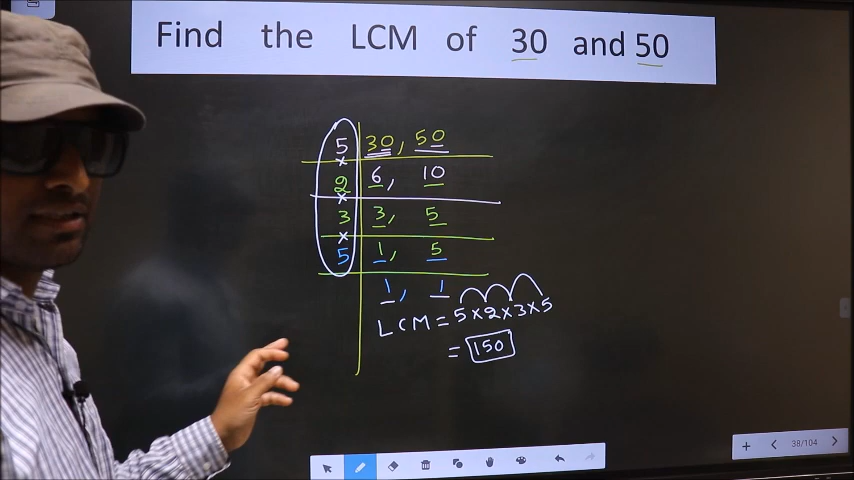 Find the LCM of 30 and 50
5 30, 50
×
2 6, 10
×
3 3, 5
×
5 1, 5
1, 1
LCM = 5×2×3×5
= 150
38/104